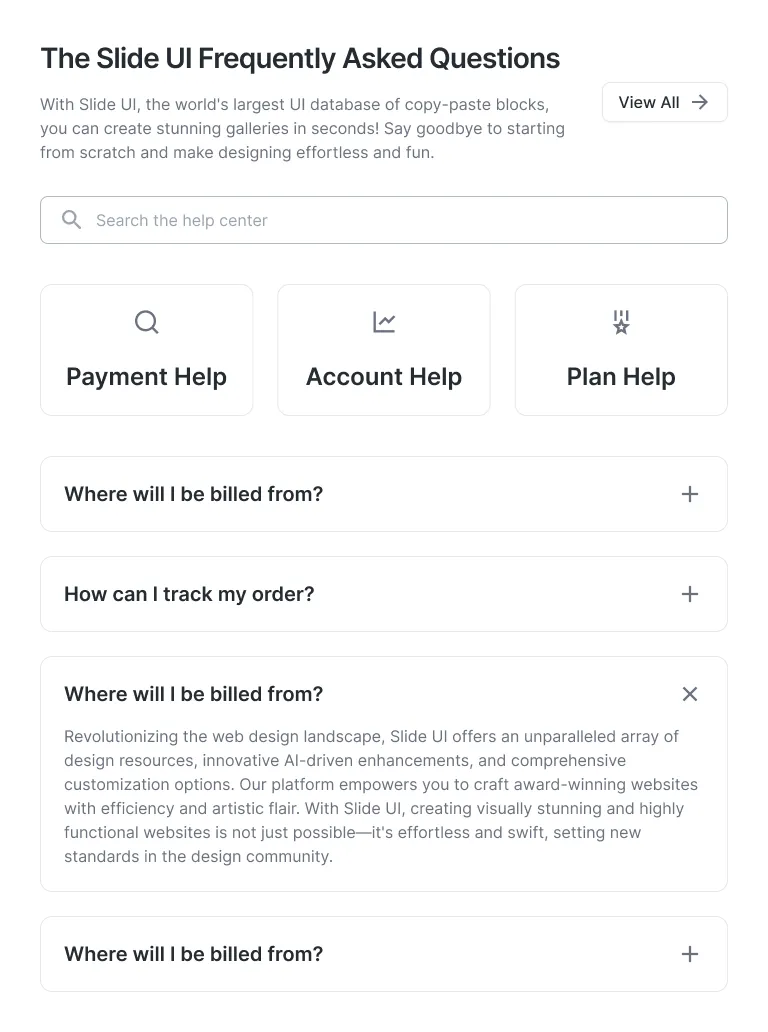 The Slide UI Frequently Asked Questions
With Slide UI, the world's largest UI database of copy-paste blocks,
you can create stunning galleries in seconds! Say goodbye to starting
from scratch and make designing effortless and fun.
View All
Search the help center
Payment Help
Account Help
Plan Help
Where will I be billed from?
How can I track my order?
Where will I be billed from?
Revolutionizing the web design landscape, Slide UI offers an unparalleled array of
design resources, innovative AI-driven enhancements, and comprehensive
customization options. Our platform empowers you to craft award-winning websites
with efficiency and artistic flair. With Slide UI, creating visually stunning and highly
functional websites is not just possible—it's effortless and swift, setting new
standards in the design community.
Where will I be billed from?